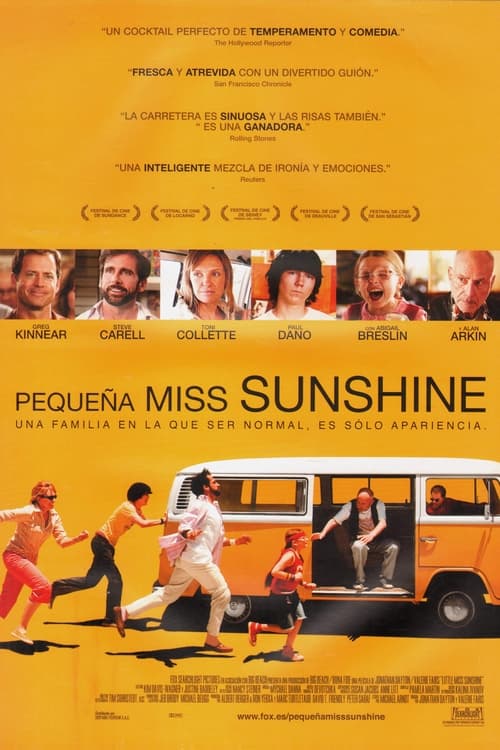 “UN COCKTAIL PERFECTO DE TEMPERAMENTO Y COMEDIA.”
The Hollywood Reporter
“FRESCA Y ATREVIDA CON UN DIVERTIDO GUIÓN.”
San Francisco Chronicle
“LA CARRETERA ES SINUOSA Y LAS RISAS TAMBIÉN.”
“ ES UNA GANADORA.”
Rolling Stones
“UNA INTELIGENTE MEZCLA DE IRONÍA Y EMOCIONES.”
Reuters
FESTIVAL DE CINE DE SUNDANCE
FESTIVAL DE CINE DE LOCARNO
FESTIVAL DE CINE DE SIDNEY
FESTIVAL DE CINE DE DEAUVILLE
FESTIVAL DE CINE DE SAN SEBASTIAN
GREG KINNEAR
STEVE CARELL
TONI COLLETTE
PAUL DANO
CON ABIGAIL BRESLIN
Y ALAN ARKIN
PEQUEÑA MISS SUNSHINE
UNA FAMILIA EN LA QUE SER NORMAL, ES SÓLO APARIENCIA.
www.fox.es/pequeñamisssunshine